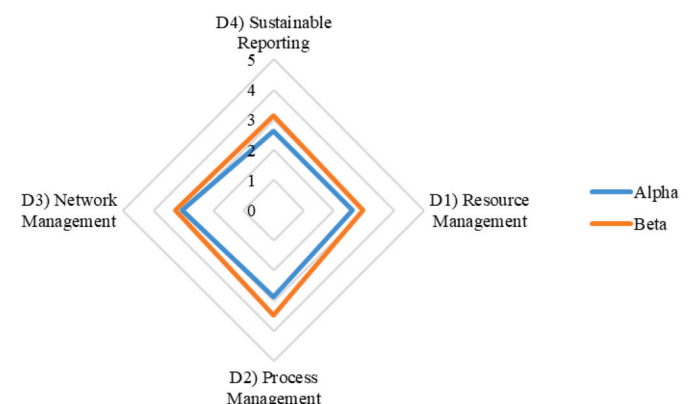 D4) Sustainable
Reporting
5
4
3
2
1
0
D3) Network
Management
D1) Resource
Management
D2) Process
Management
Alpha
Beta